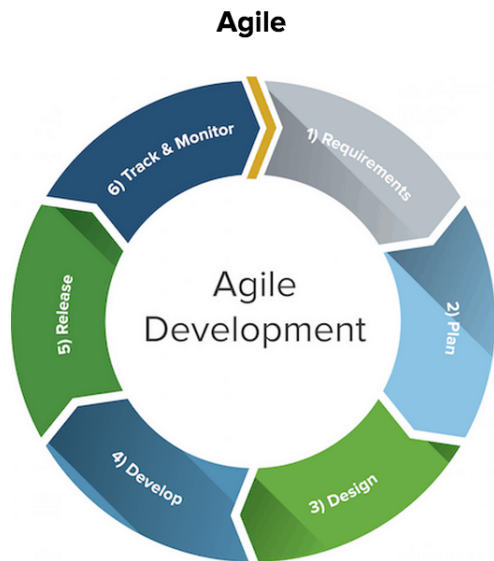 Agile
1) Requirements
2) Plan
3) Design
4) Develop
5) Release
6) Track & Monitor
Agile
Development